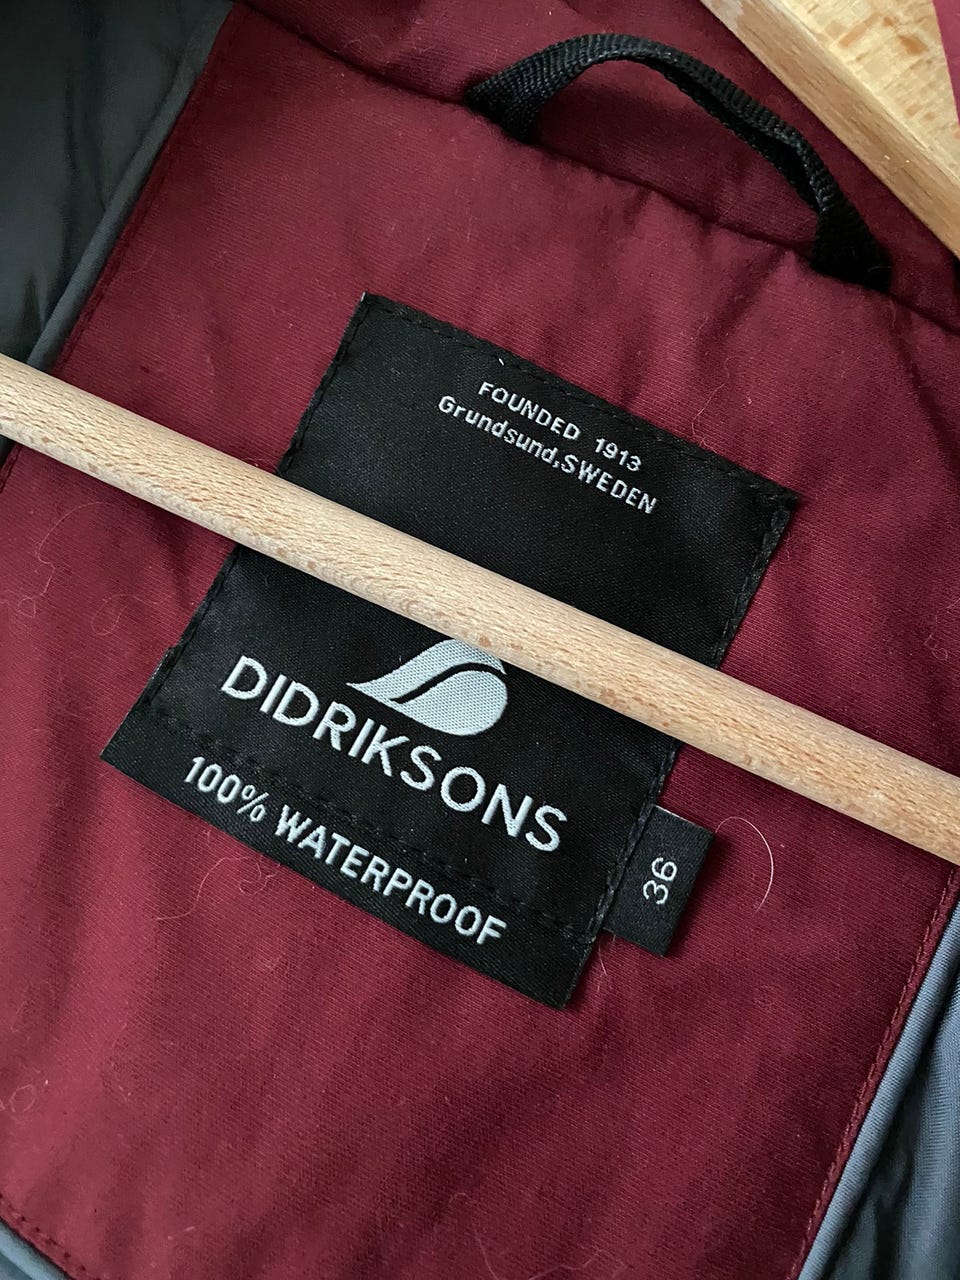 FOUNDED 1913
Grundsund,SWEDEN
DIDRIKSONS
100% WATERPROOF
36